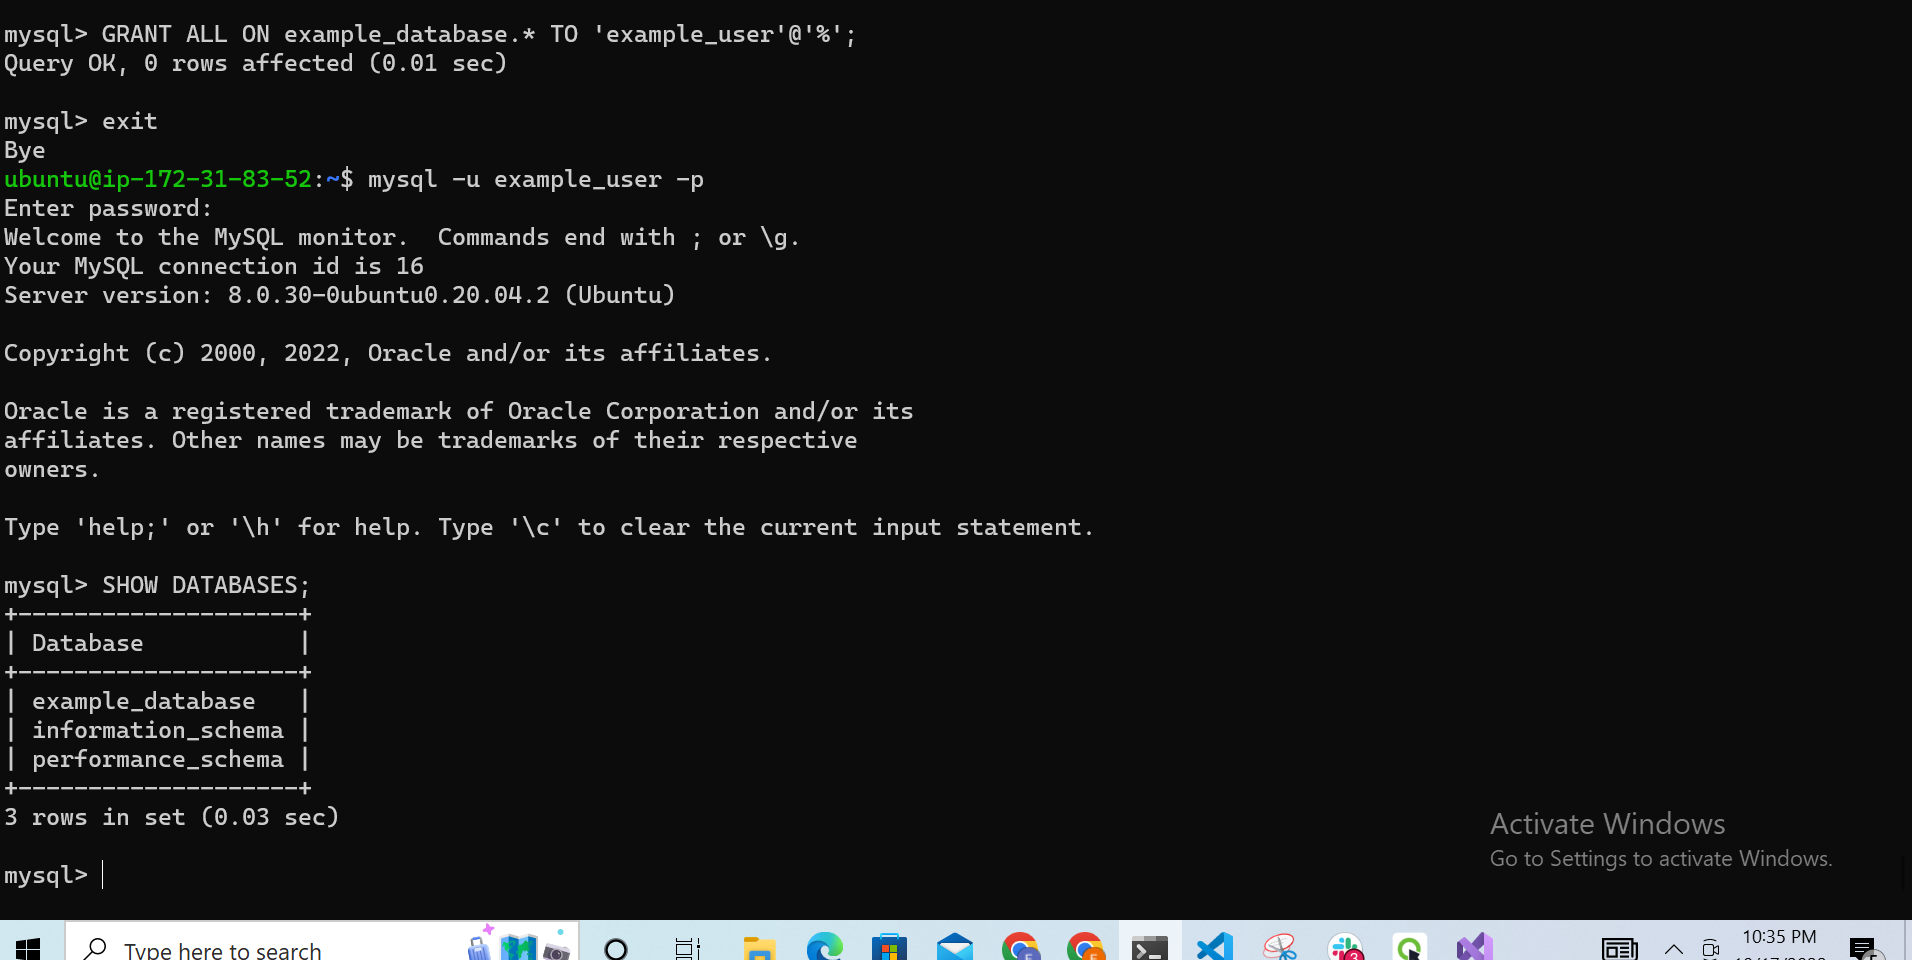 mysql> GRANT ALL ON example_database.* TO 'example_user'@'%';
Query OK, 0 rows affected (0.01 sec)

mysql> exit
Bye
ubuntu@ip-172-31-83-52:~$ mysql -u example_user -p
Enter password:
Welcome to the MySQL monitor.  Commands end with ; or \g.
Your MySQL connection id is 16
Server version: 8.0.30-0ubuntu0.20.04.2 (Ubuntu)

Copyright (c) 2000, 2022, Oracle and/or its affiliates.

Oracle is a registered trademark of Oracle Corporation and/or its
affiliates. Other names may be trademarks of their respective
owners.

Type 'help;' or '\h' for help. Type '\c' to clear the current input statement.

mysql> SHOW DATABASES;
+--------------------+
| Database           |
+--------------------+
| example_database   |
| information_schema |
| performance_schema |
+--------------------+
3 rows in set (0.03 sec)

mysql>
Activate Windows
Go to Settings to activate Windows.
Type here to search
10:35 PM